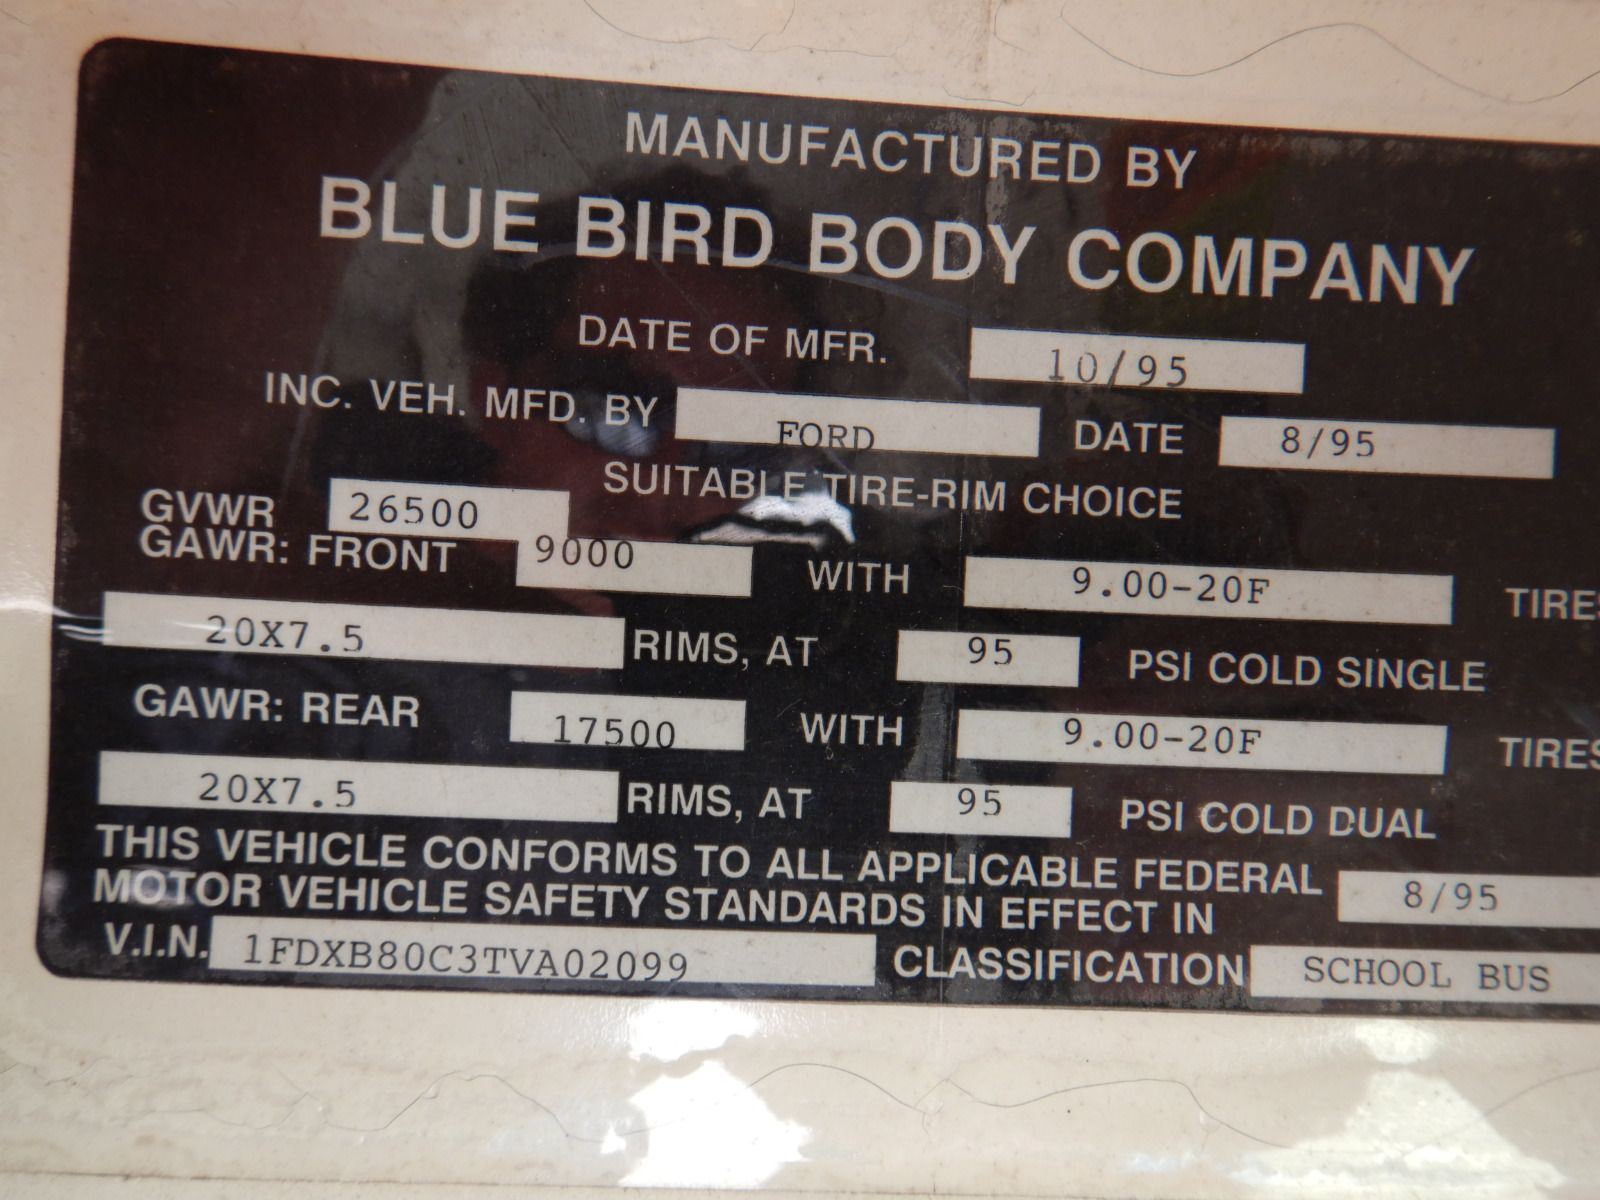 MANUFACTURED BY
BLUE BIRD BODY COMPANY
DATE OF MFR. 10/95
INC. VEH. MFD. BY FORD DATE 8/95
SUITABLE TIRE-RIM CHOICE
GVWR 26500
GAWR: FRONT 9000 WITH 9.00-20F TIRES
20X7.5 RIMS, AT 95 PSI COLD SINGLE
GAWR: REAR 17500 WITH 9.00-20F TIRES
20X7.5 RIMS, AT 95 PSI COLD DUAL
THIS VEHICLE CONFORMS TO ALL APPLICABLE FEDERAL
MOTOR VEHICLE SAFETY STANDARDS IN EFFECT IN 8/95
V.I.N. 1FDXB80C3TVA02099 CLASSIFICATION SCHOOL BUS